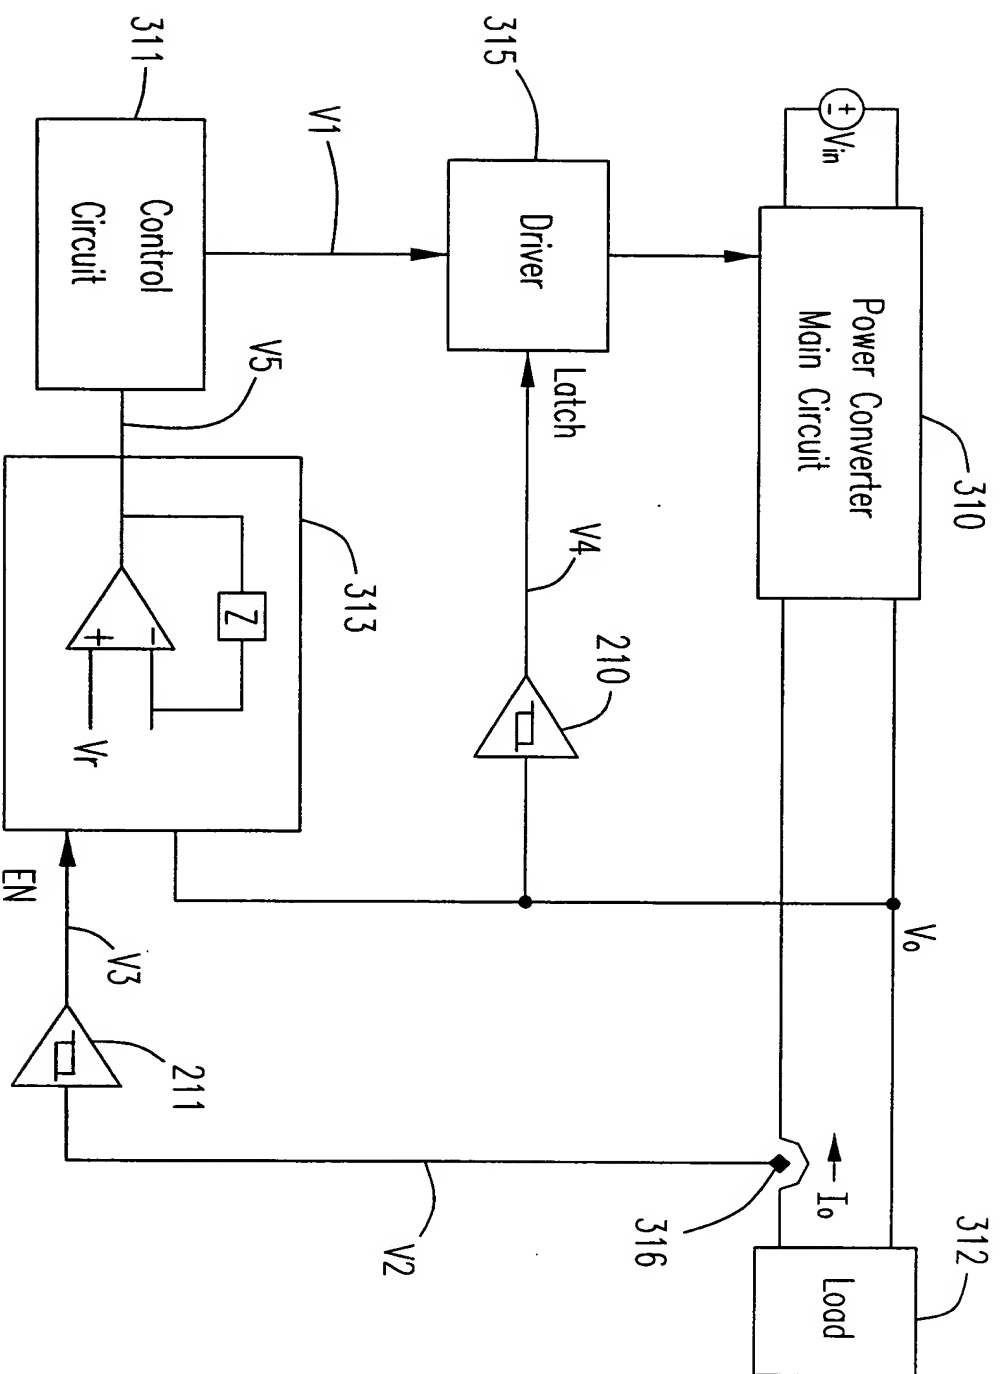 310
312
+
-
Vin
Power Converter
Main Circuit
Vo
Io
Load
316
315
Driver
Latch
V4
210
V2
V1
311
Control
Circuit
V5
313
Z
-
+
Vr
EN
V3
211